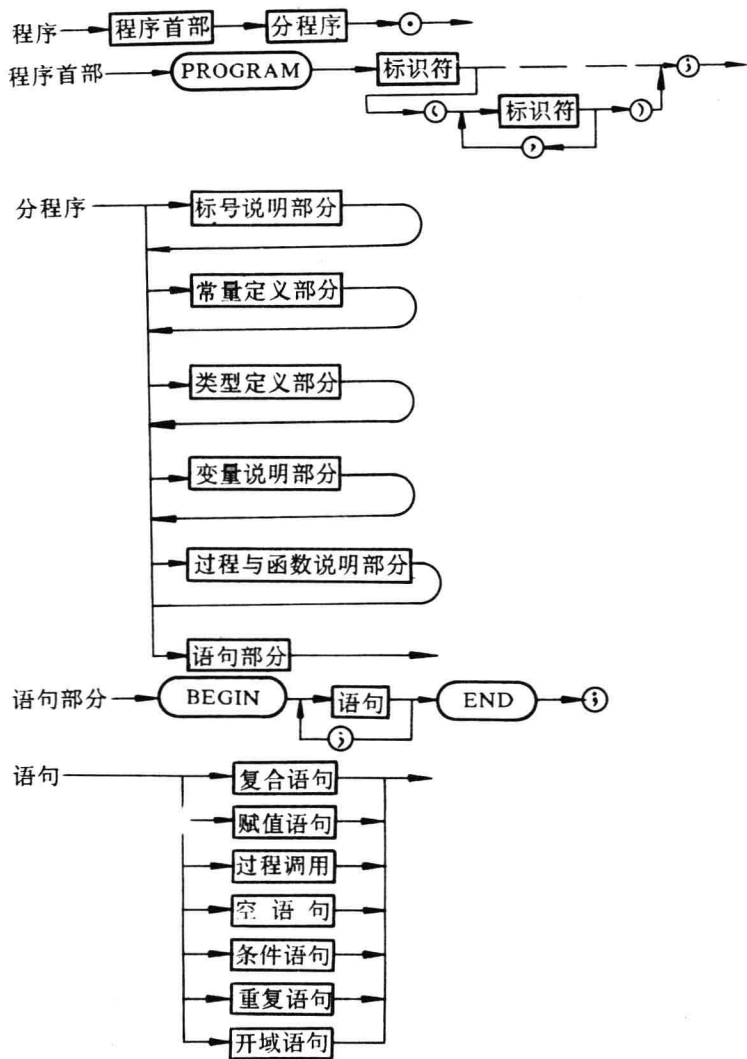 程序 程序首部 分程序 .
程序首部 PROGRAM 标识符 ;
( 标识符 )
,
分程序 标号说明部分
常量定义部分
类型定义部分
变量说明部分
过程与函数说明部分
语句部分
语句部分 BEGIN 语句 END ;
;
语句 复合语句
赋值语句
过程调用
空语句
条件语句
重复语句
开域语句